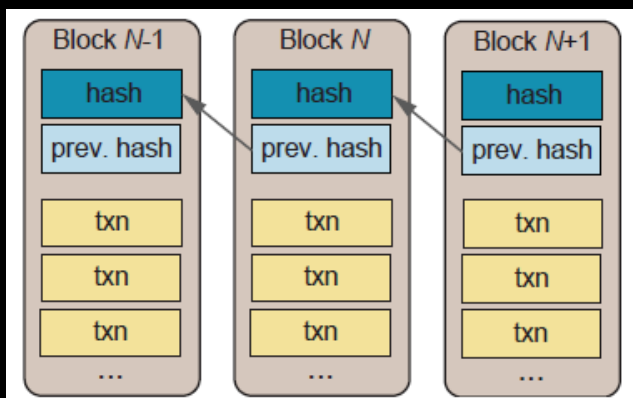 Block N-1
hash
prev. hash
txn
txn
txn
...
Block N
hash
prev. hash
txn
txn
txn
...
Block N+1
hash
prev. hash
txn
txn
txn
...